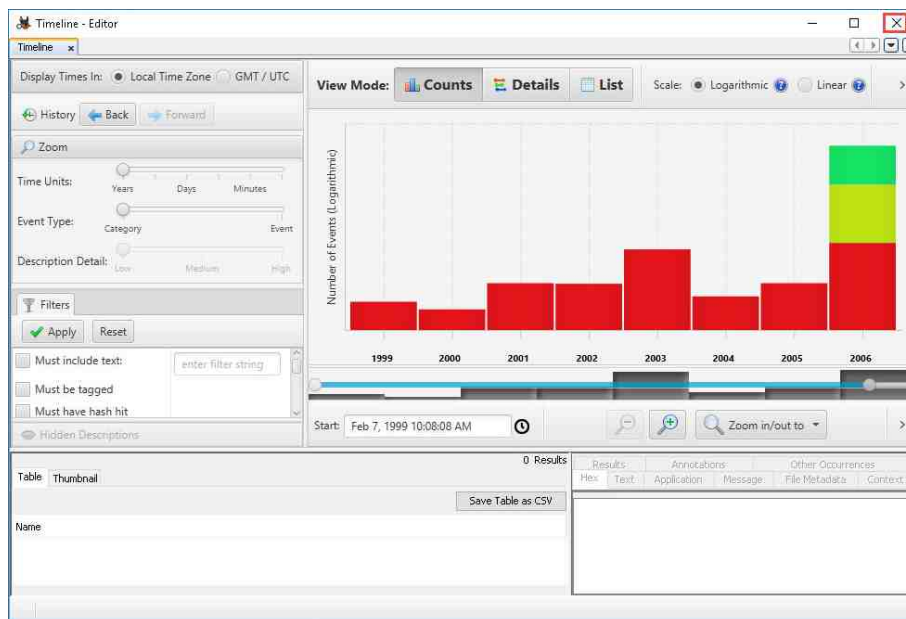 Timeline - Editor
Timeline
Display Times In: Local Time Zone GMT / UTC
History Back Forward
Zoom
Time Units:
Years Days Minutes
Event Type:
Category Event
Description Detail:
Low Medium High
Filters
Apply Reset
Must include text: enter filter string
Must be tagged
Must have hash hit
Hidden Descriptions
View Mode: Counts Details List Scale: Logarithmic Linear
Number of Events (Logarithmic)
1999 2000 2001 2002 2003 2004 2005 2006
Start: Feb 7, 1999 10:08:08 AM Zoom in/out to
0 Results
Table Thumbnail
Save Table as CSV
Name
Results Annotations Other Occurrences
Hex Text Application Message File Metadata Context